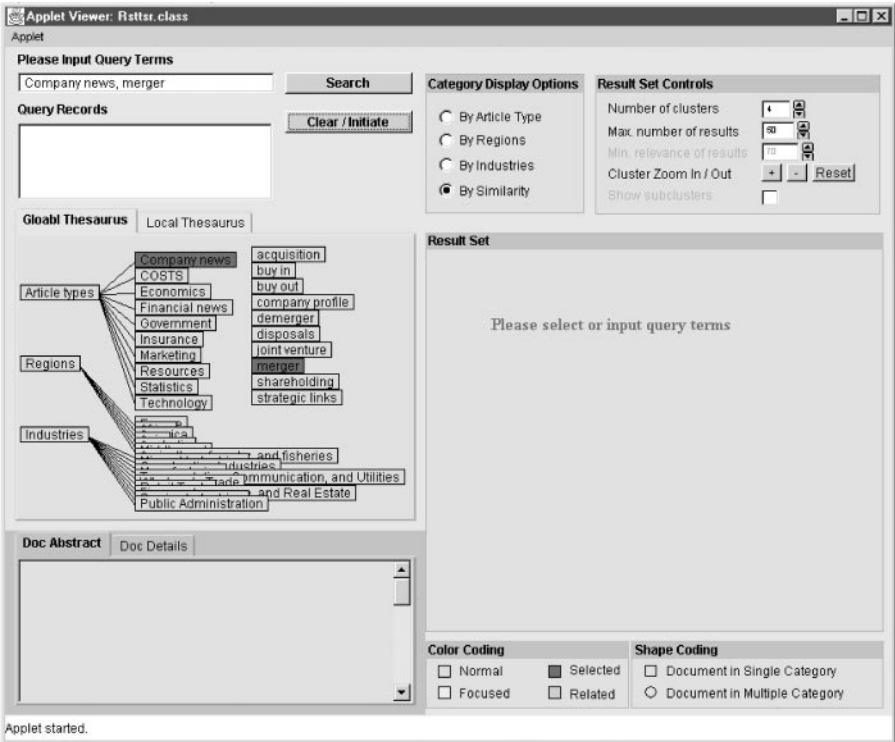 Applet Viewer: Rsttsr.class
Applet
Please Input Query Terms
Company news, merger
Search
Query Records
Clear / Initiate
Category Display Options
By Article Type
By Regions
By Industries
By Similarity
Result Set Controls
Number of clusters 4
Max. number of results 60
Min. relevance of results 70
Cluster Zoom In / Out + - Reset
Show subclusters
Gloabl Thesaurus Local Thesaurus
Article types
Regions
Industries
Company news
COSTS
Economics
Financial news
Government
Insurance
Marketing
Resources
Statistics
Technology
acquisition
buy in
buy out
company profile
demerger
disposals
joint venture
merger
shareholding
strategic links
and fisheries
Communication, and Utilities
and Real Estate
Public Administration
Result Set
Please select or input query terms
Doc Abstract Doc Details
Color Coding
Normal Selected
Focused Related
Shape Coding
Document in Single Category
Document in Multiple Category
Applet started.